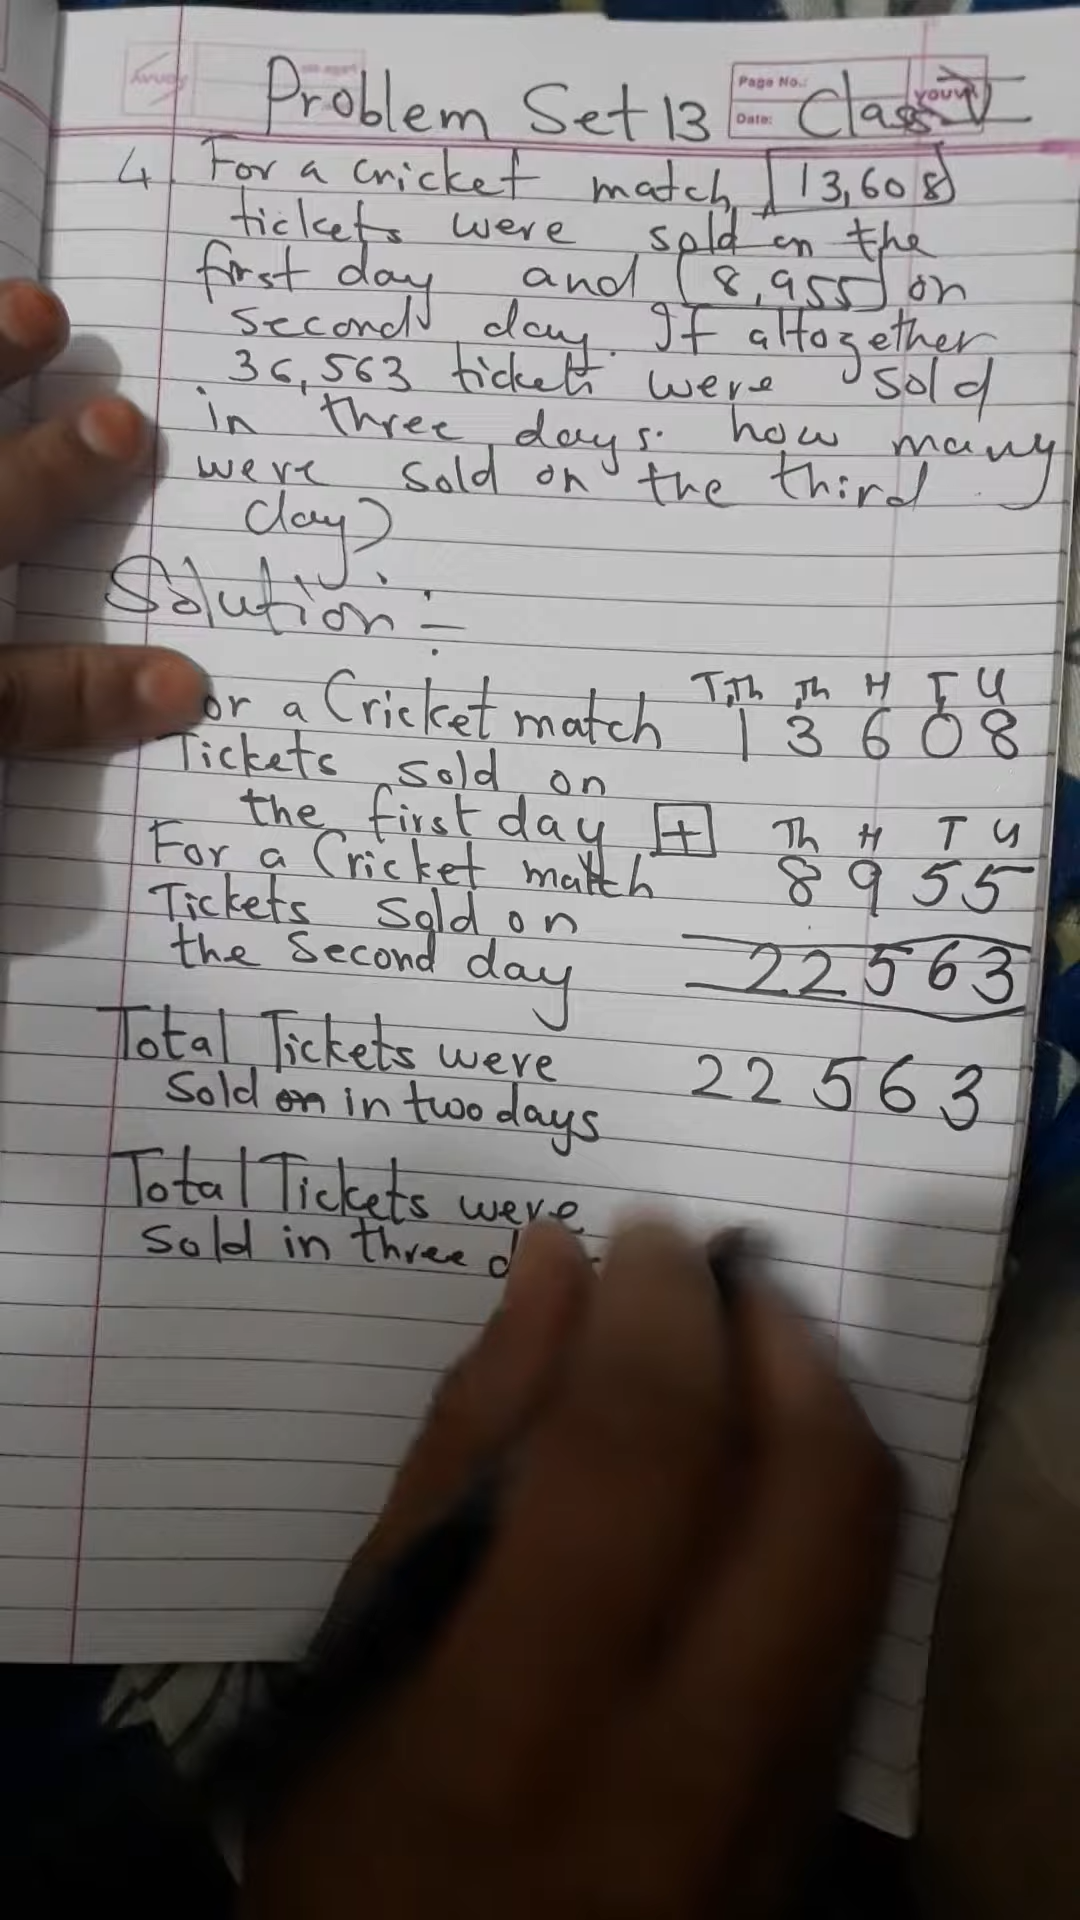 Problem Set 13
Page No.:
Date:
YOUVA
Class V
4 For a cricket match 13,608
tickets were sold on the
first day and 8,955 on
second day. If altogether
36,563 tickets were sold
in three days. how many
were sold on the third
day?
Solution :-
or a Cricket match
Tickets sold on
the first day
T.Th Th H T U
1 3 6 0 8
+
For a Cricket match
Tickets sold on
the Second day
Th H T U
8 9 5 5
2 2 5 6 3
Total Tickets were
Sold on in two days
2 2 5 6 3
Total Tickets were
Sold in three d